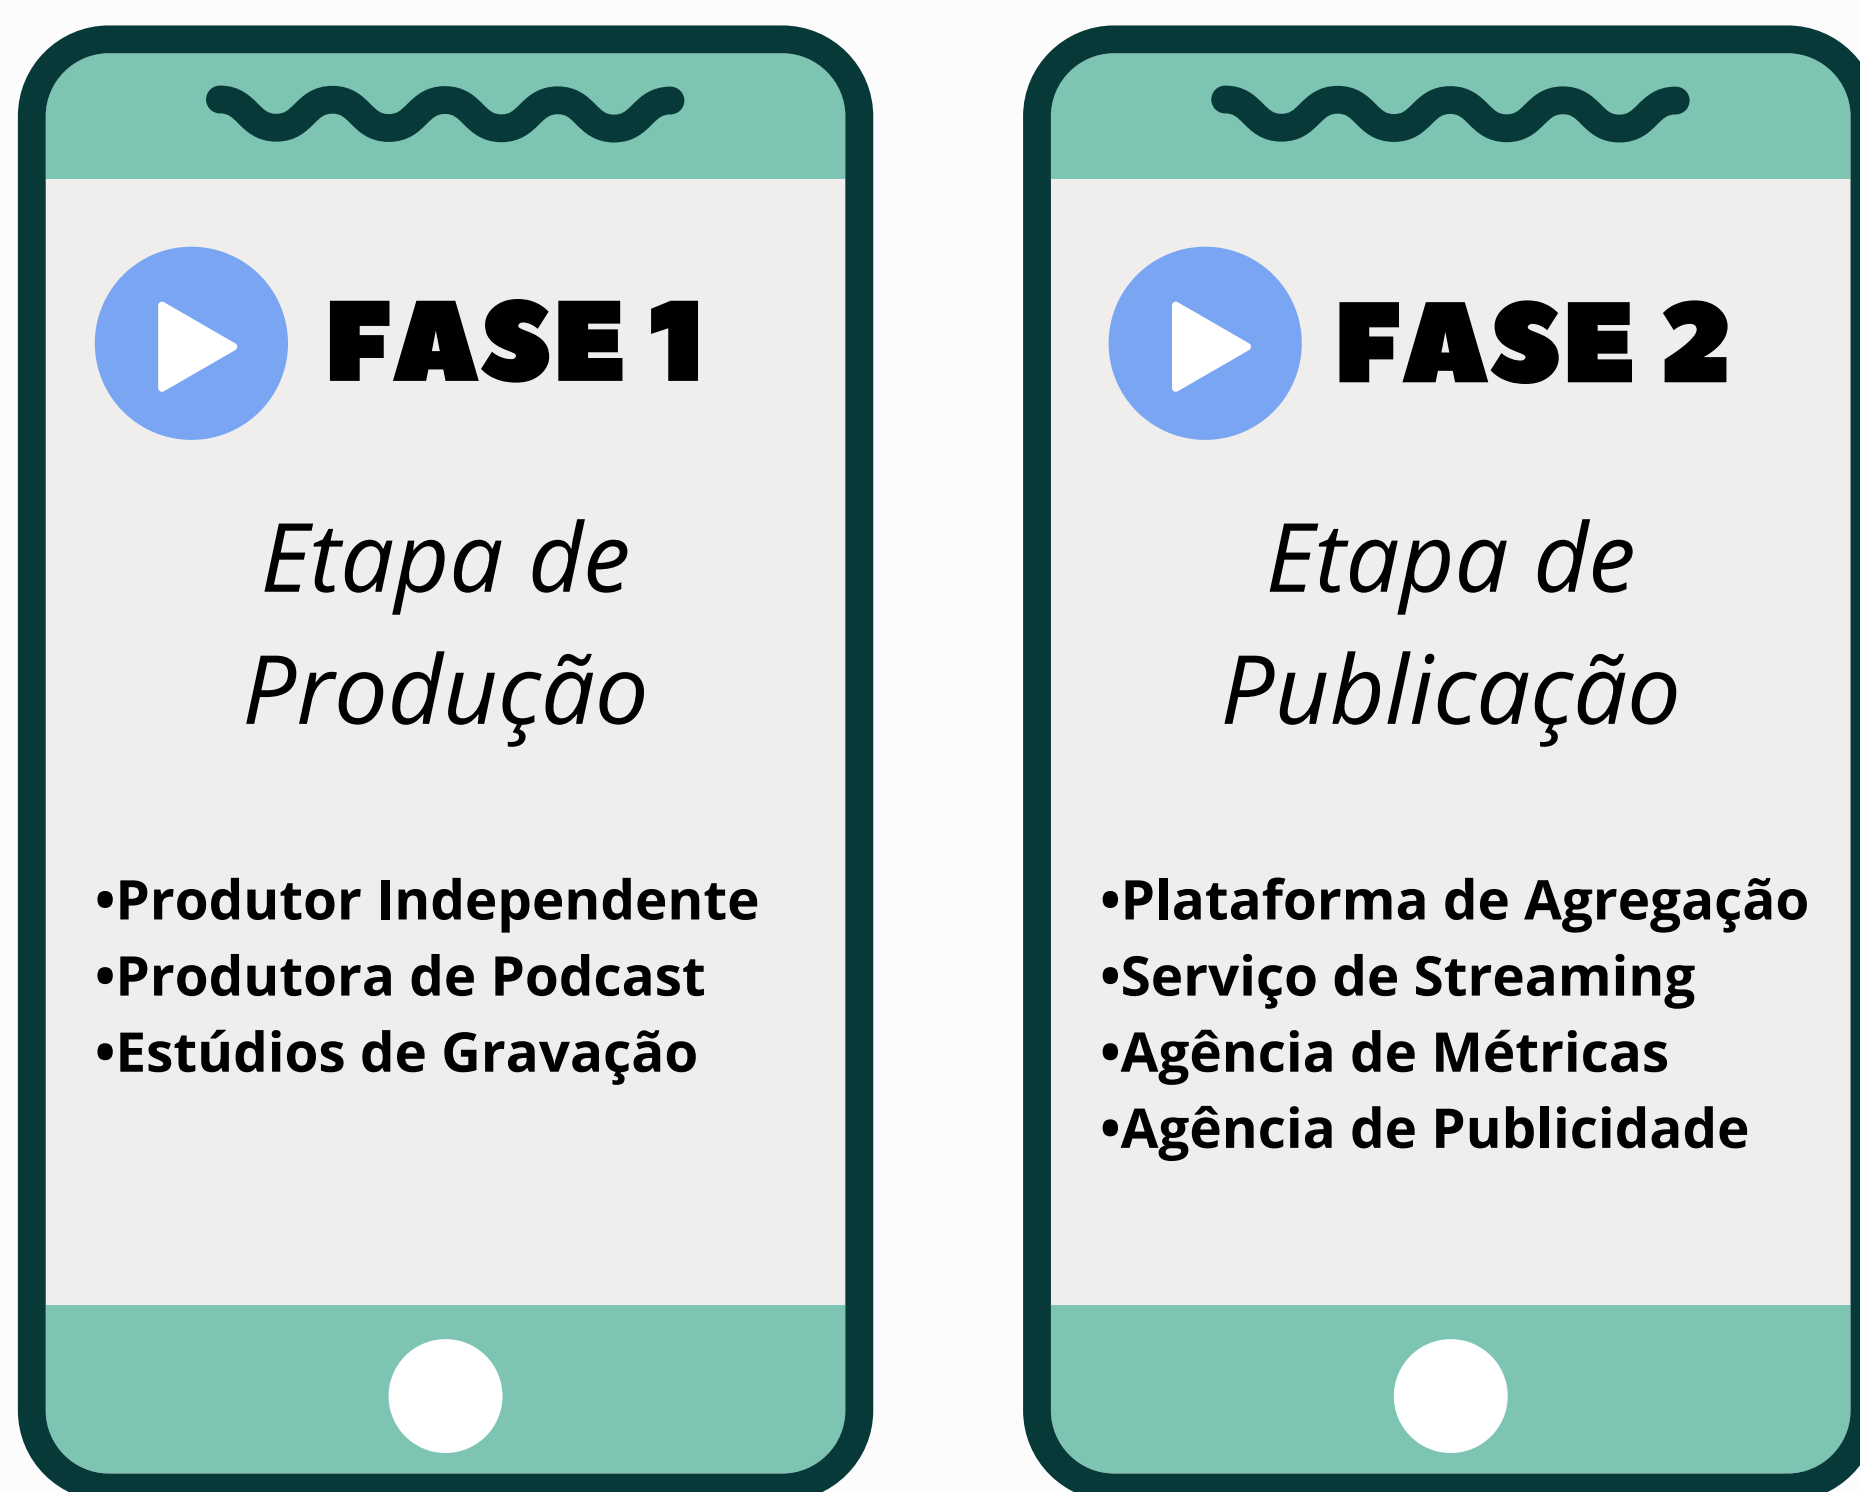 FASE 1
Etapa de
Produção
•Produtor Independente
•Produtora de Podcast
•Estúdios de Gravação
FASE 2
Etapa de
Publicação
•Plataforma de Agregação
•Serviço de Streaming
•Agência de Métricas
•Agência de Publicidade